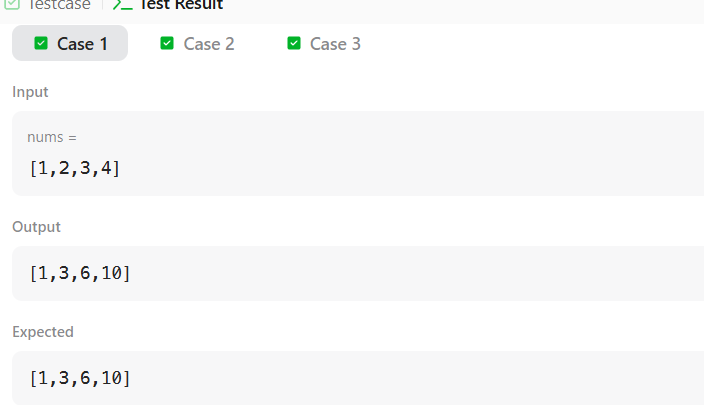 Testcase >_ Test Result
Case 1 Case 2 Case 3
Input
nums =
[1,2,3,4]
Output
[1,3,6,10]
Expected
[1,3,6,10]